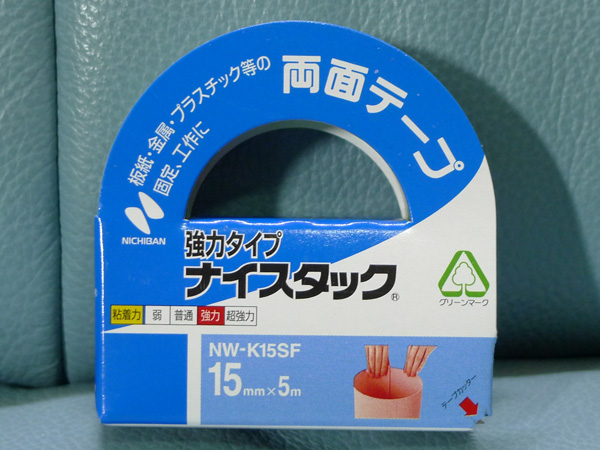 両面テープ
板紙・金属・プラスチック等の
固定、工作に
NICHIBAN
強力タイプ
ナイスタック®
グリーンマーク
粘着力 弱 普通 強力 超強力
NW-K15SF
15mm×5m
テープカッター